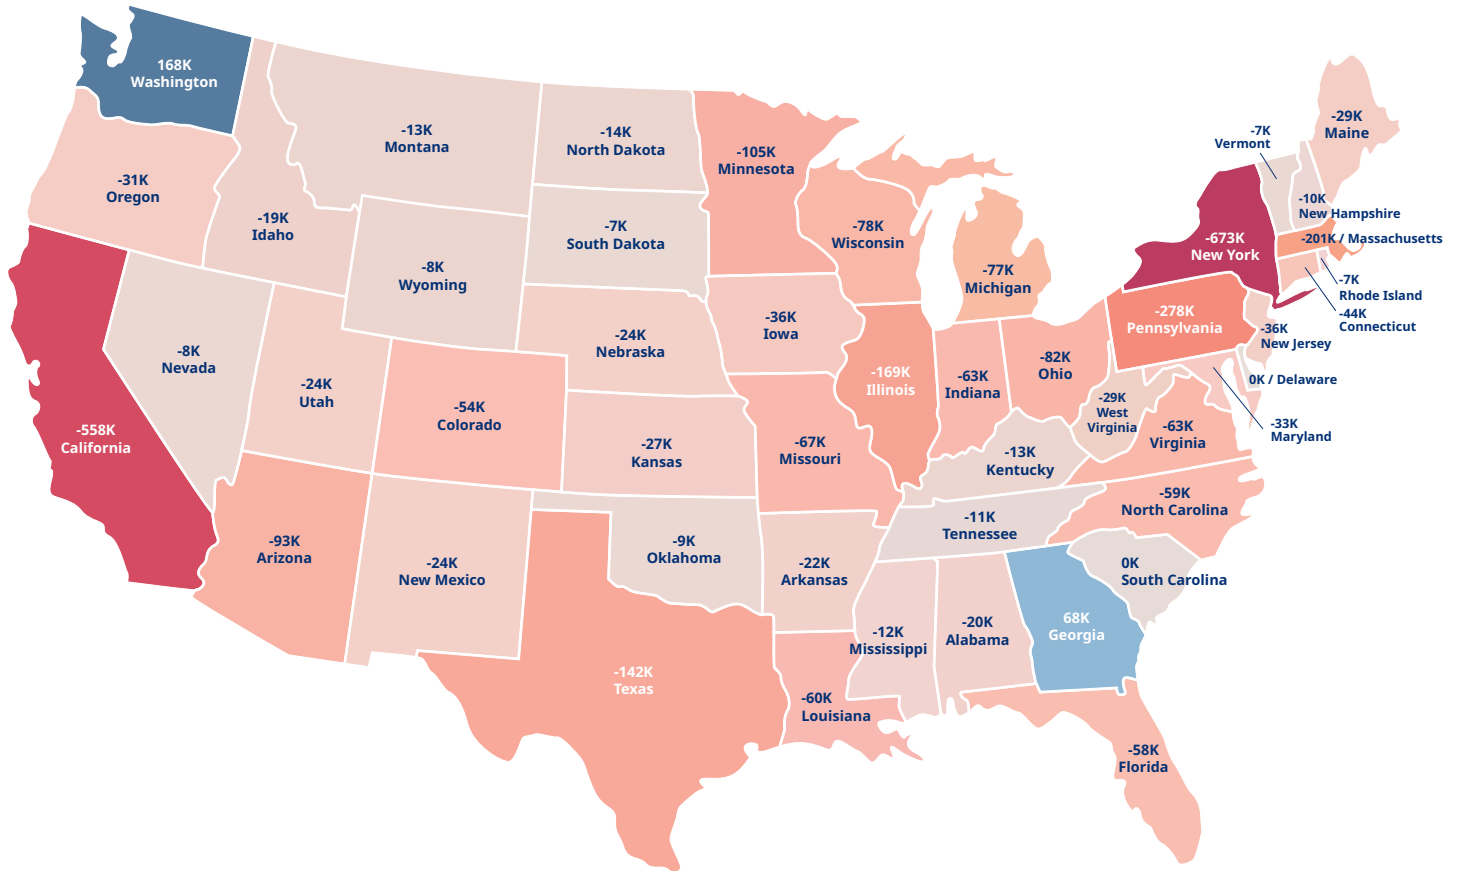 168K
Washington
-13K
Montana
-14K
North Dakota
-105K
Minnesota
-29K
Maine
-7K
Vermont
-31K
Oregon
-19K
Idaho
-7K
South Dakota
-78K
Wisconsin
-10K
New Hampshire
-673K
New York
-201K / Massachusetts
-8K
Wyoming
-77K
Michigan
-7K
Rhode Island
-44K
Connecticut
-278K
Pennsylvania
-36K
New Jersey
-36K
Iowa
-24K
Nebraska
-8K
Nevada
-24K
Utah
-169K
Illinois
-63K
Indiana
-82K
Ohio
0K / Delaware
-29K
West
Virginia
-33K
Maryland
-558K
California
-54K
Colorado
-27K
Kansas
-67K
Missouri
-13K
Kentucky
-63K
Virginia
-59K
North Carolina
-11K
Tennessee
-93K
Arizona
-24K
New Mexico
-9K
Oklahoma
-22K
Arkansas
0K
South Carolina
-12K
Mississippi
-20K
Alabama
68K
Georgia
-142K
Texas
-60K
Louisiana
-58K
Florida